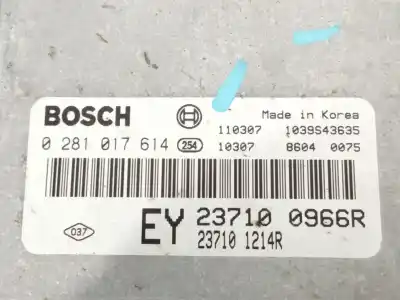 BOSCH
Made in Korea
110307 1039S43635
0 281 017 614 254 10307 8604 0075
037
EY 23710 0966R
23710 1214R